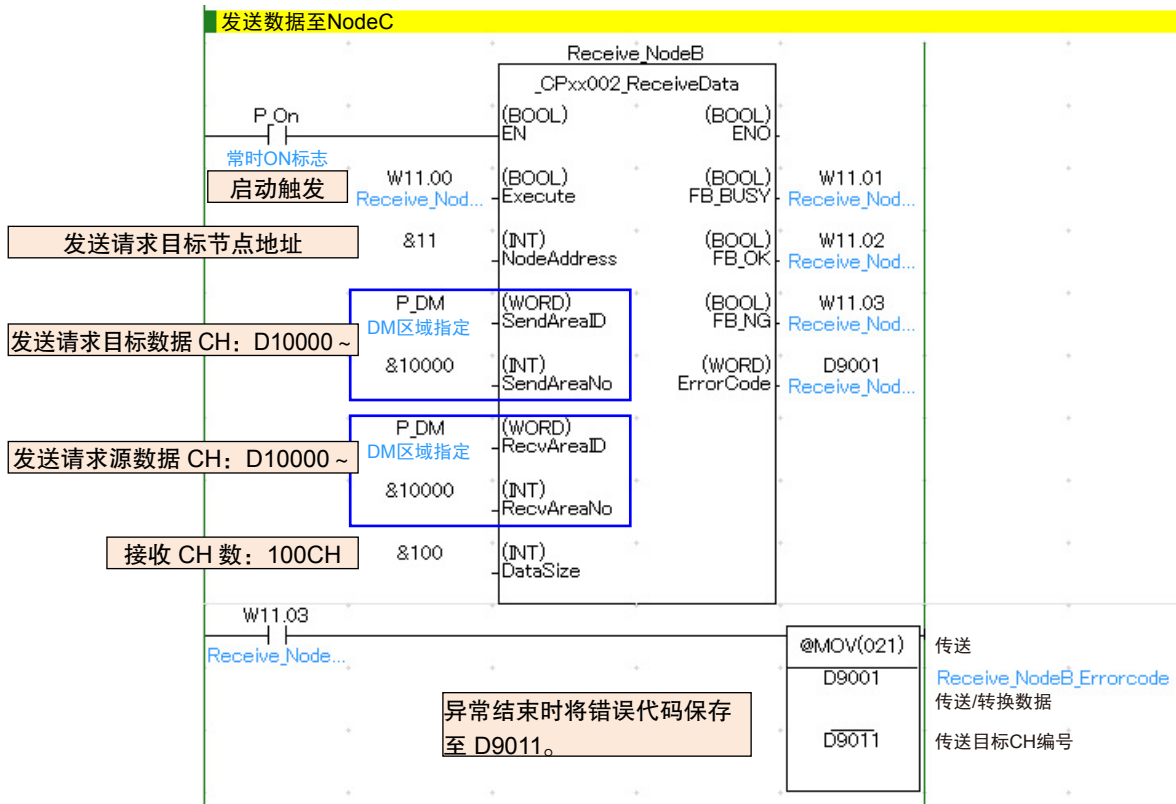 发送数据至NodeC
Receive_NodeB
_CPxx002_ReceiveData
P_On
(BOOL)
EN
(BOOL)
ENO
常时ON标志
启动触发
W11.00
Receive_Nod...
(BOOL)
Execute
(BOOL)
FB_BUSY
W11.01
Receive_Nod...
发送请求目标节点地址
&11
(INT)
NodeAddress
(BOOL)
FB_OK
W11.02
Receive_Nod...
发送请求目标数据 CH：D10000 ~
P_DM
DM区域指定
(WORD)
SendAreaID
(BOOL)
FB_NG
W11.03
Receive_Nod...
&10000
(INT)
SendAreaNo
(WORD)
ErrorCode
D9001
Receive_Nod...
发送请求源数据 CH：D10000 ~
P_DM
DM区域指定
(WORD)
RecvAreaID
&10000
(INT)
RecvAreaNo
接收 CH 数：100CH
&100
(INT)
DataSize
W11.03
Receive_Node...
@MOV(021)
传送
D9001
Receive_NodeB_Errorcode
传送/转换数据
异常结束时将错误代码保存
至 D9011。
D9011
传送目标CH编号